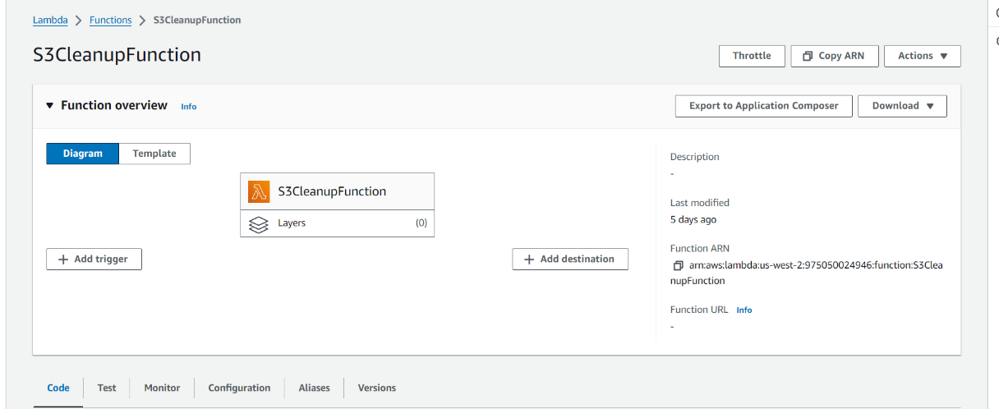 Lambda > Functions > S3CleanupFunction
S3CleanupFunction
Throttle Copy ARN Actions
Function overview Info
Export to Application Composer Download
Diagram Template
S3CleanupFunction
Layers (0)
+ Add trigger
+ Add destination
Description
-
Last modified
5 days ago
Function ARN
arn:aws:lambda:us-west-2:975050024946:function:S3Clea
nupFunction
Function URL Info
-
Code Test Monitor Configuration Aliases Versions